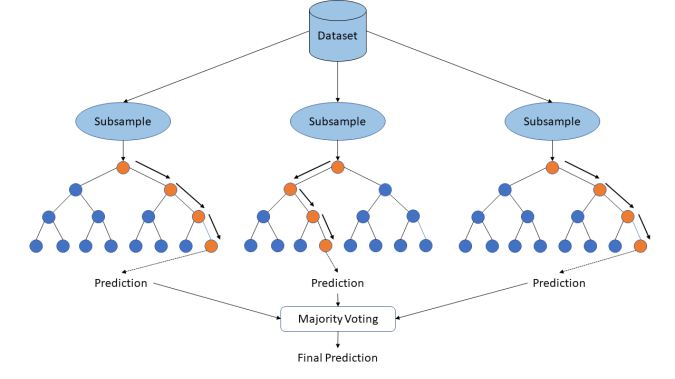 Dataset
Subsample
Subsample
Subsample
Prediction
Prediction
Prediction
Majority Voting
Final Prediction